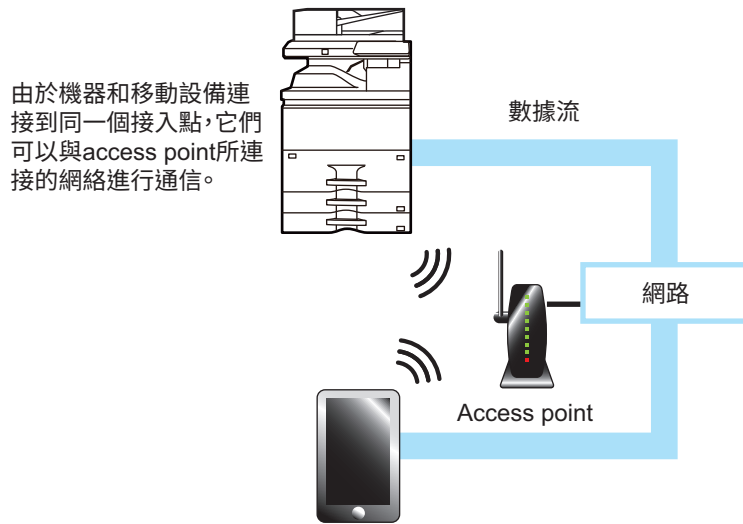 由於機器和移動設備連
接到同一個接入點，它們
可以與access point所連
接的網絡進行通信。
數據流
網路
Access point